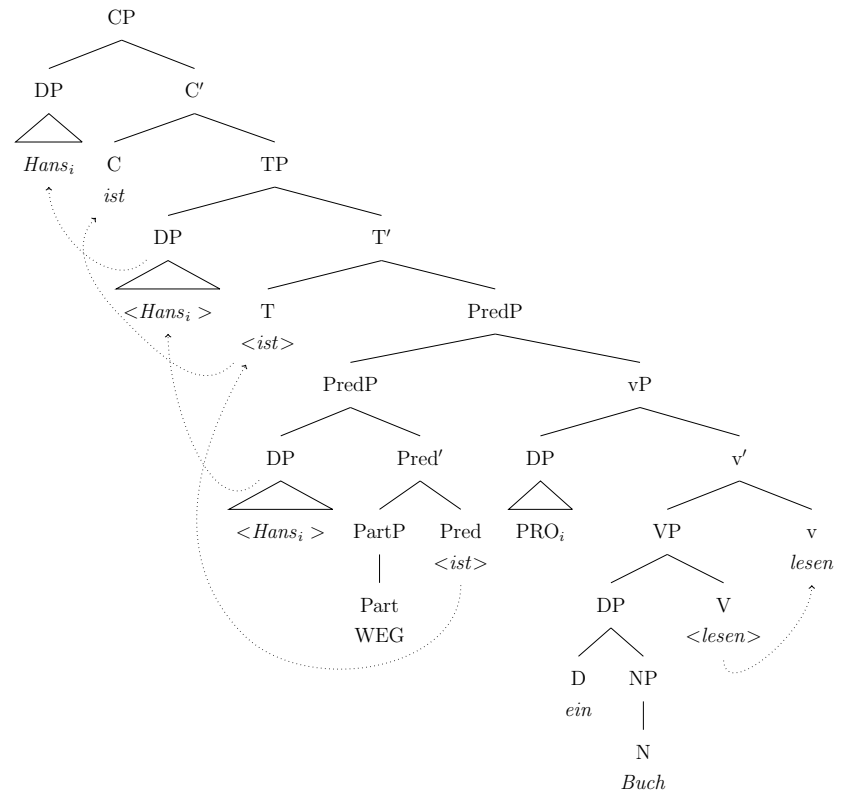 CP
DP C′
Hansᵢ C TP
ist
DP T′
<Hansᵢ > T PredP
<ist>
PredP vP
DP Pred′ DP v′
<Hansᵢ > PartP Pred PROᵢ VP v
<ist> lesen
Part DP V
WEG <lesen>
D NP
ein
N
Buch